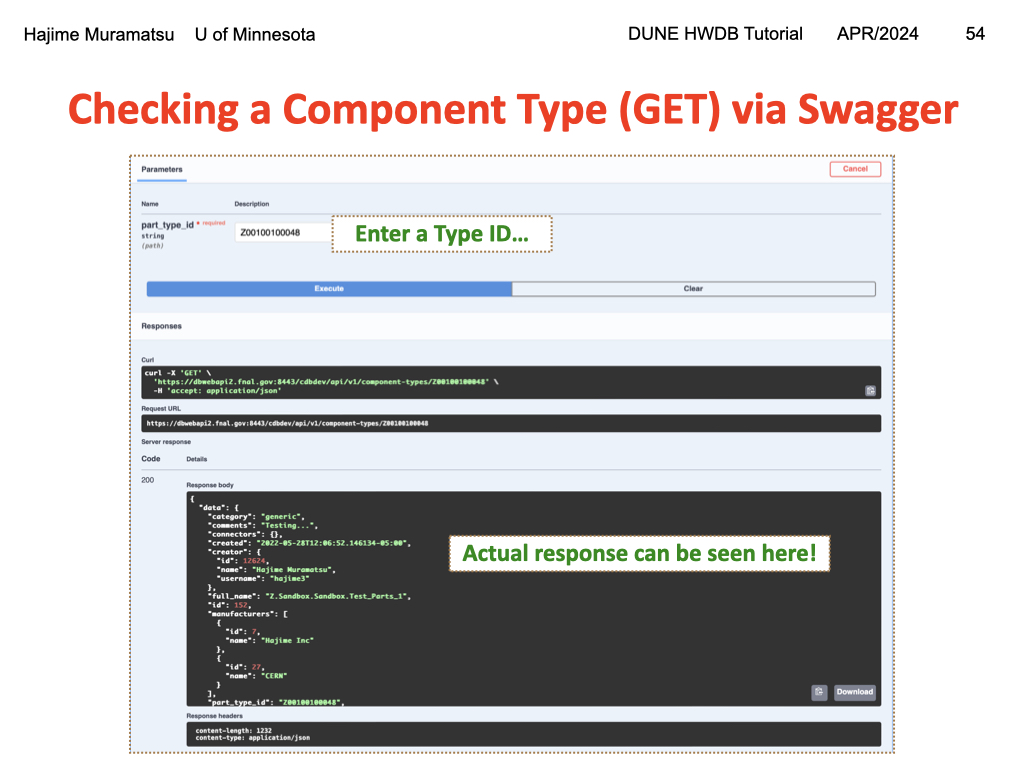 Hajime Muramatsu U of Minnesota DUNE HWDB Tutorial APR/2024 54
Checking a Component Type (GET) via Swagger
Parameters Cancel
Name Description
part_type_id * required
string
(path)
Z00100100048
Enter a Type ID...
Execute Clear
Responses
Curl
curl -X 'GET' \
'https://dbwebapi2.fnal.gov:8443/cdbdev/api/v1/component-types/Z00100100048' \
-H 'accept: application/json'
Request URL
https://dbwebapi2.fnal.gov:8443/cdbdev/api/v1/component-types/Z00100100048
Server response
Code Details
200
Response body
{
"data": {
"category": "generic",
"comments": "Testing...",
"connectors": {},
"created": "2022-05-28T12:06:52.146134-05:00",
"creator": {
"id": 12624,
"name": "Hajime Muramatsu",
"username": "hajime3"
},
"full_name": "Z.Sandbox.Sandbox.Test_Parts_1",
"id": 152,
"manufacturers": [
{
"id": 7,
"name": "Hajime Inc"
},
{
"id": 27,
"name": "CERN"
}
],
"part_type_id": "Z00100100048",
Actual response can be seen here!
Download
Response headers
content-length: 1232
content-type: application/json